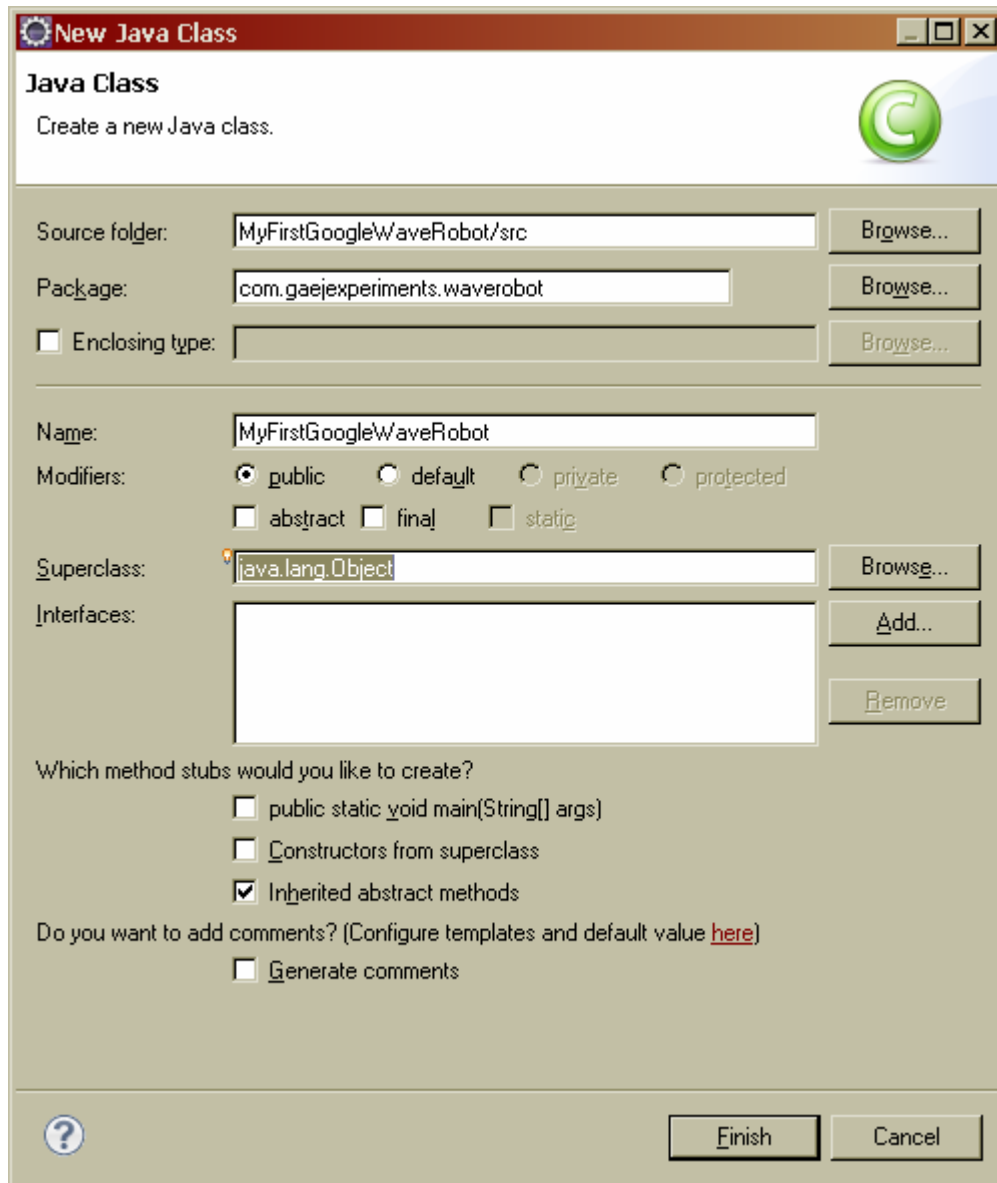 New Java Class
Java Class
Create a new Java class.
C
Source folder: MyFirstGoogleWaveRobot/src Browse...
Package: com.gaejexperiments.waverobot Browse...
Enclosing type: Browse...
Name: MyFirstGoogleWaveRobot
Modifiers: public default private protected
abstract final static
Superclass: java.lang.Object Browse...
Interfaces: Add...
Remove
Which method stubs would you like to create?
public static void main(String[] args)
Constructors from superclass
Inherited abstract methods
Do you want to add comments? (Configure templates and default value here)
Generate comments
? Finish Cancel